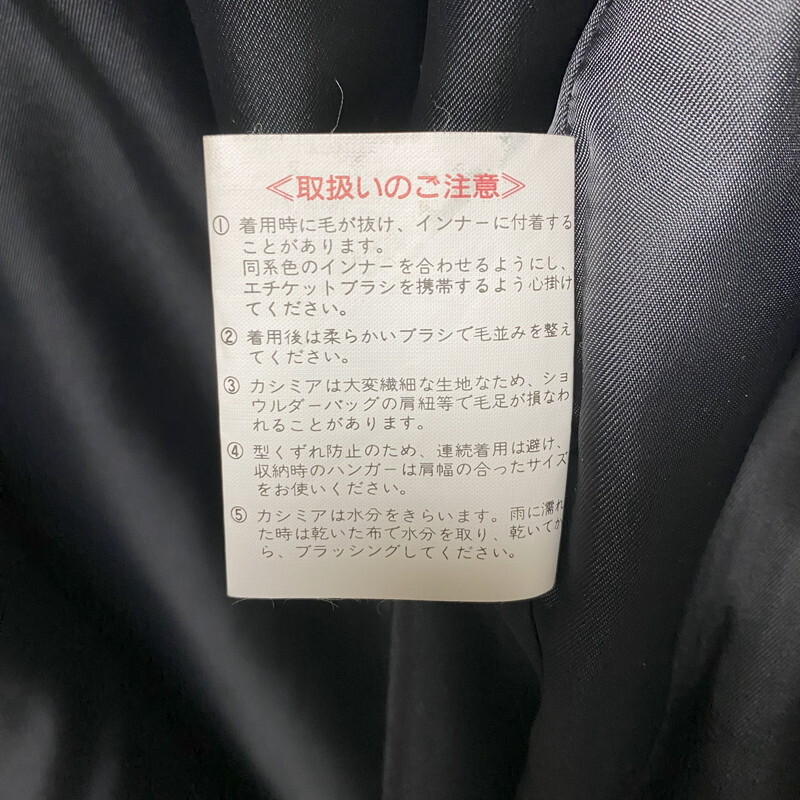 ≪取扱いのご注意≫
① 着用時に毛が抜け、インナーに付着する
ことがあります。
同系色のインナーを合わせるようにし、
エチケットブラシを携帯するよう心掛け
てください。
② 着用後は柔らかいブラシで毛並みを整え
てください。
③ カシミアは大変繊細な生地なため、ショ
ウルダーバッグの肩紐等で毛足が損なわ
れることがあります。
④ 型くずれ防止のため、連続着用は避け、
収納時のハンガーは肩幅の合ったサイズ
をお使いください。
⑤ カシミアは水分をきらいます。雨に濡れ
た時は乾いた布で水分を取り、乾いてか
ら、ブラッシングしてください。